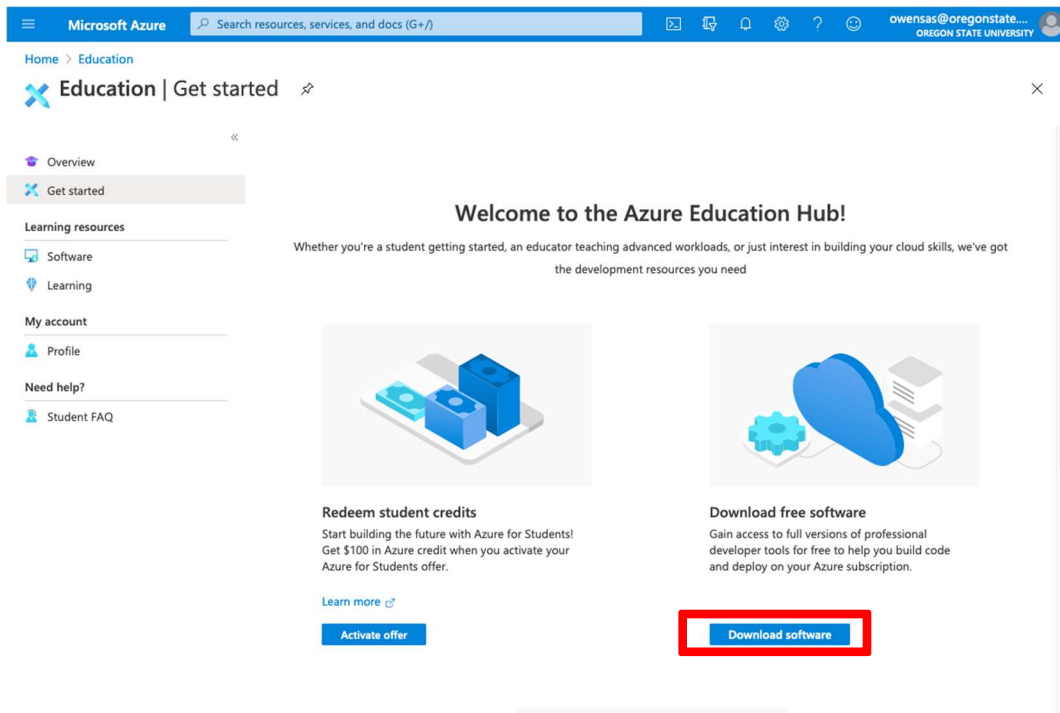 Microsoft Azure
Search resources, services, and docs (G+/)
owensas@oregonstate....
OREGON STATE UNIVERSITY
Home > Education
Education | Get started
Overview
Get started
Learning resources
Software
Learning
My account
Profile
Need help?
Student FAQ
Welcome to the Azure Education Hub!
Whether you're a student getting started, an educator teaching advanced workloads, or just interest in building your cloud skills, we've got
the development resources you need
Redeem student credits
Start building the future with Azure for Students!
Get $100 in Azure credit when you activate your
Azure for Students offer.
Learn more
Activate offer
Download free software
Gain access to full versions of professional
developer tools for free to help you build code
and deploy on your Azure subscription.
Download software